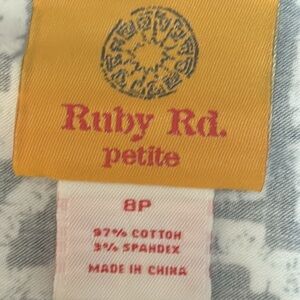 Ruby Rd.
petite
8P
97% COTTON
3% SPANDEX
MADE IN CHINA